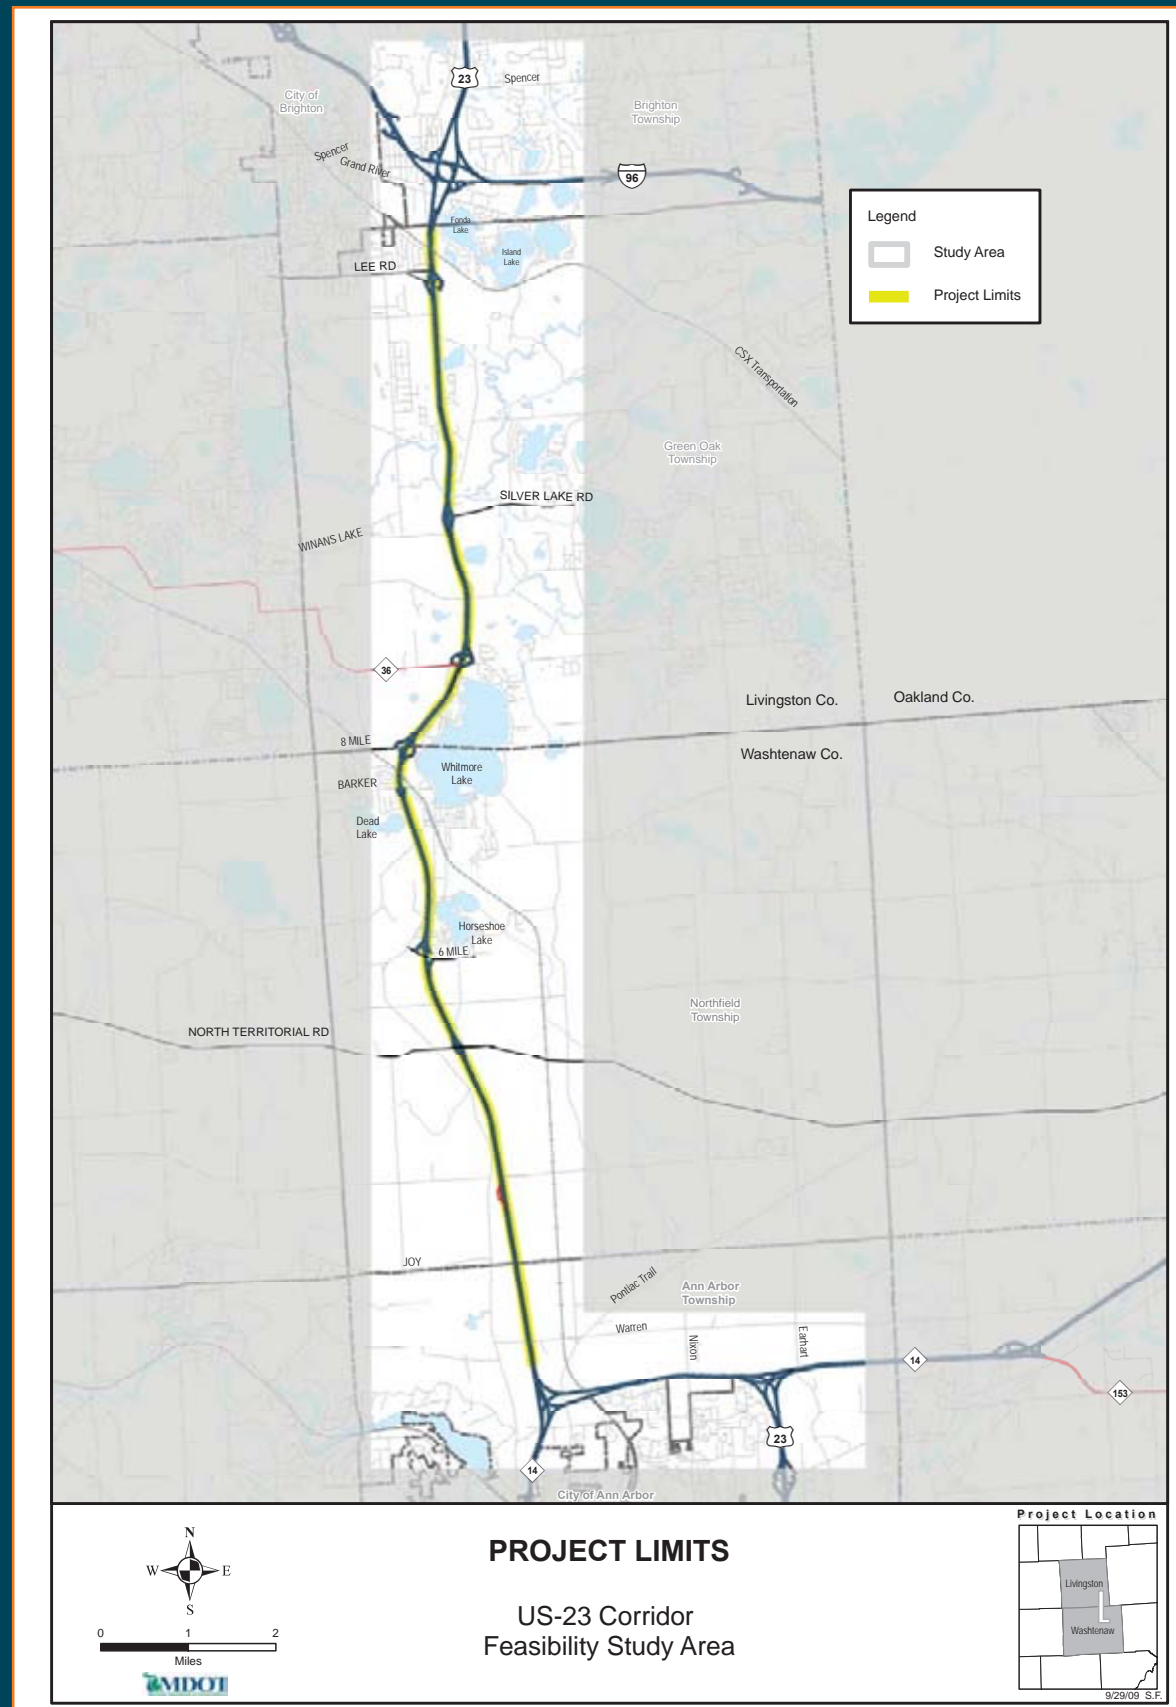 23
Spencer
City of
Brighton
Brighton
Township
Spencer
Grand River
96
Fonda
Lake
Island
Lake
LEE RD
Legend
Study Area
Project Limits
CSX Transportation
Green Oak
Township
SILVER LAKE RD
WINANS LAKE
36
Livingston Co.
Oakland Co.
8 MILE
Washtenaw Co.
Whitmore
Lake
BARKER
Dead
Lake
Horseshoe
Lake
6 MILE
Northfield
Township
NORTH TERRITORIAL RD
JOY
Pontiac Trail
Ann Arbor
Township
Warren
Nixon
Earhart
14
153
23
14
City of Ann Arbor
N
W E
S
0 1 2
Miles
MDOT
PROJECT LIMITS
US-23 Corridor
Feasibility Study Area
Project Location
Livingston
Washtenaw
9/29/09 S.F.